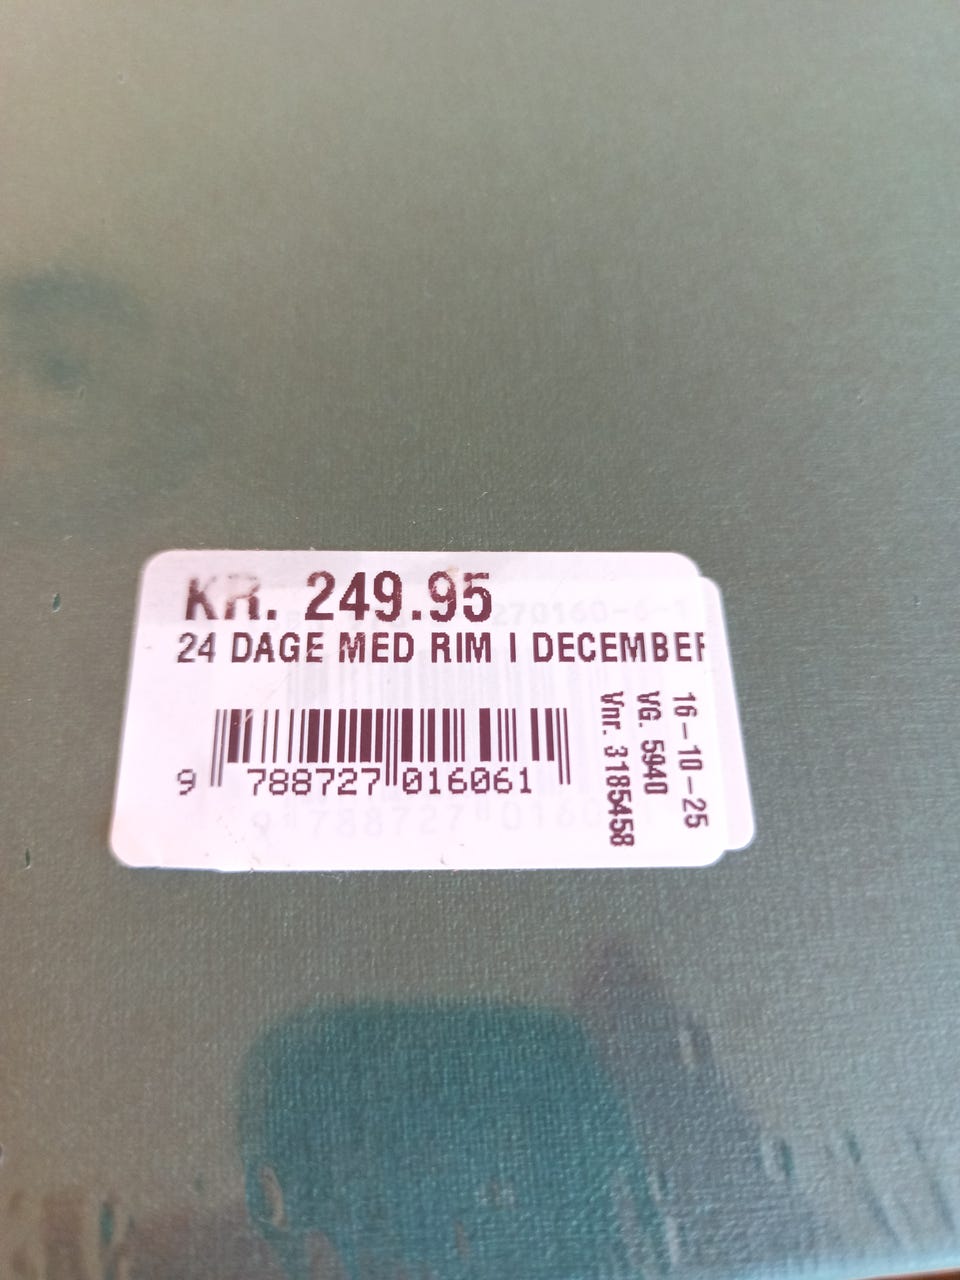 KR. 249.95
24 DAGE MED RIM I DECEMBER
9 788727 016061
16-10-25
VG. 5940
Vnr. 3185458